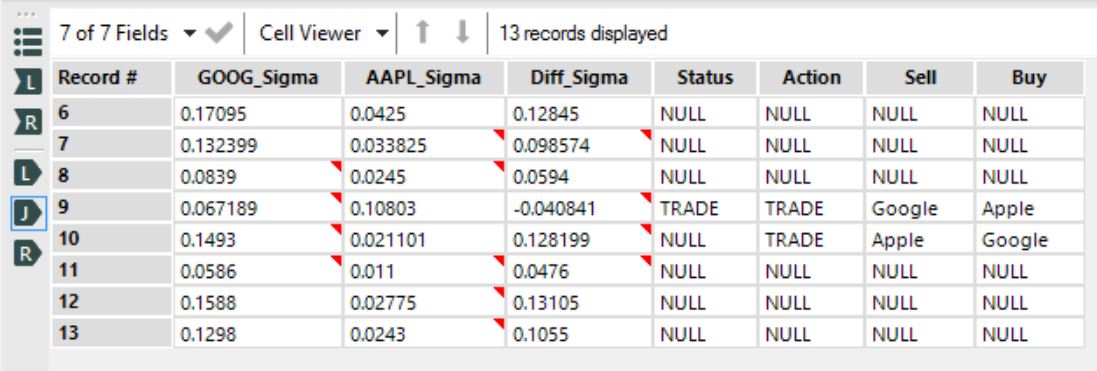 7 of 7 Fields Cell Viewer 13 records displayed
Record # GOOG_Sigma AAPL_Sigma Diff_Sigma Status Action Sell Buy
L
R
6 0.17095 0.0425 0.12845 NULL NULL NULL NULL
7 0.132399 0.033825 0.098574 NULL NULL NULL NULL
L
8 0.0839 0.0245 0.0594 NULL NULL NULL NULL
J
9 0.067189 0.10803 -0.040841 TRADE TRADE Google Apple
R
10 0.1493 0.021101 0.128199 NULL TRADE Apple Google
11 0.0586 0.011 0.0476 NULL NULL NULL NULL
12 0.1588 0.02775 0.13105 NULL NULL NULL NULL
13 0.1298 0.0243 0.1055 NULL NULL NULL NULL